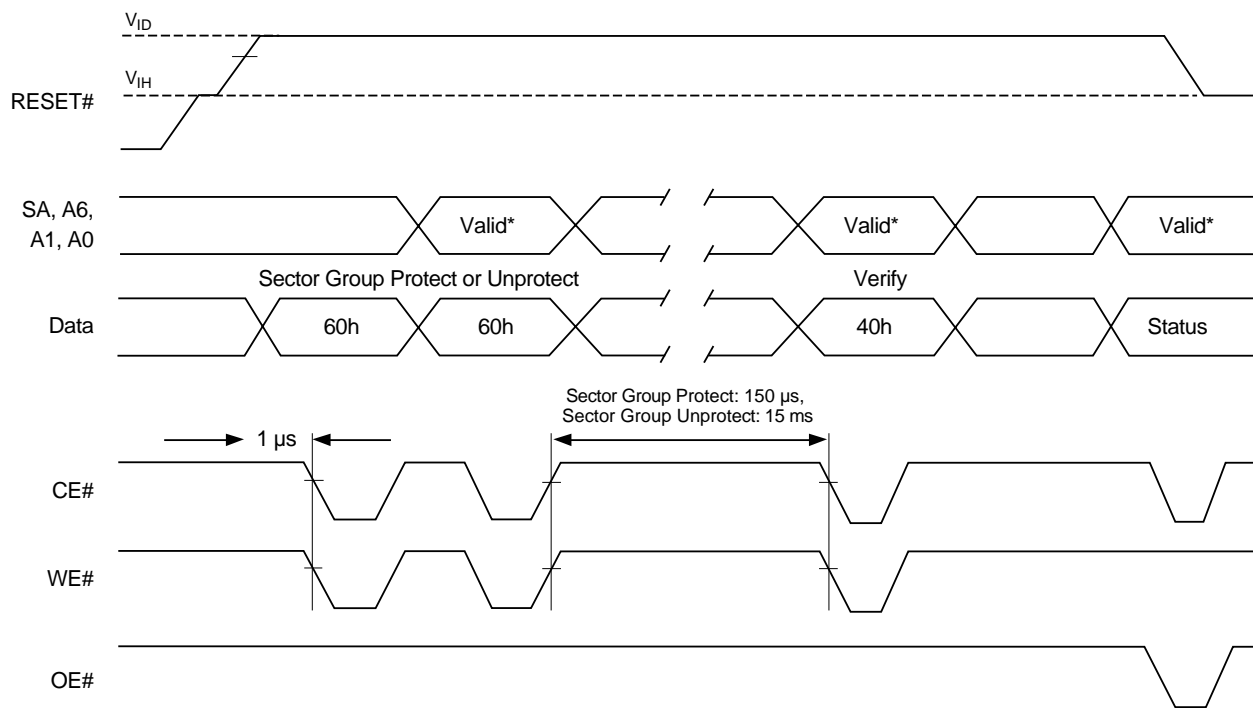 VID
VIH
RESET#
SA, A6,
A1, A0
Valid*
Valid*
Valid*
Sector Group Protect or Unprotect
Verify
Data
60h
60h
40h
Status
Sector Group Protect: 150 µs,
Sector Group Unprotect: 15 ms
1 µs
CE#
WE#
OE#